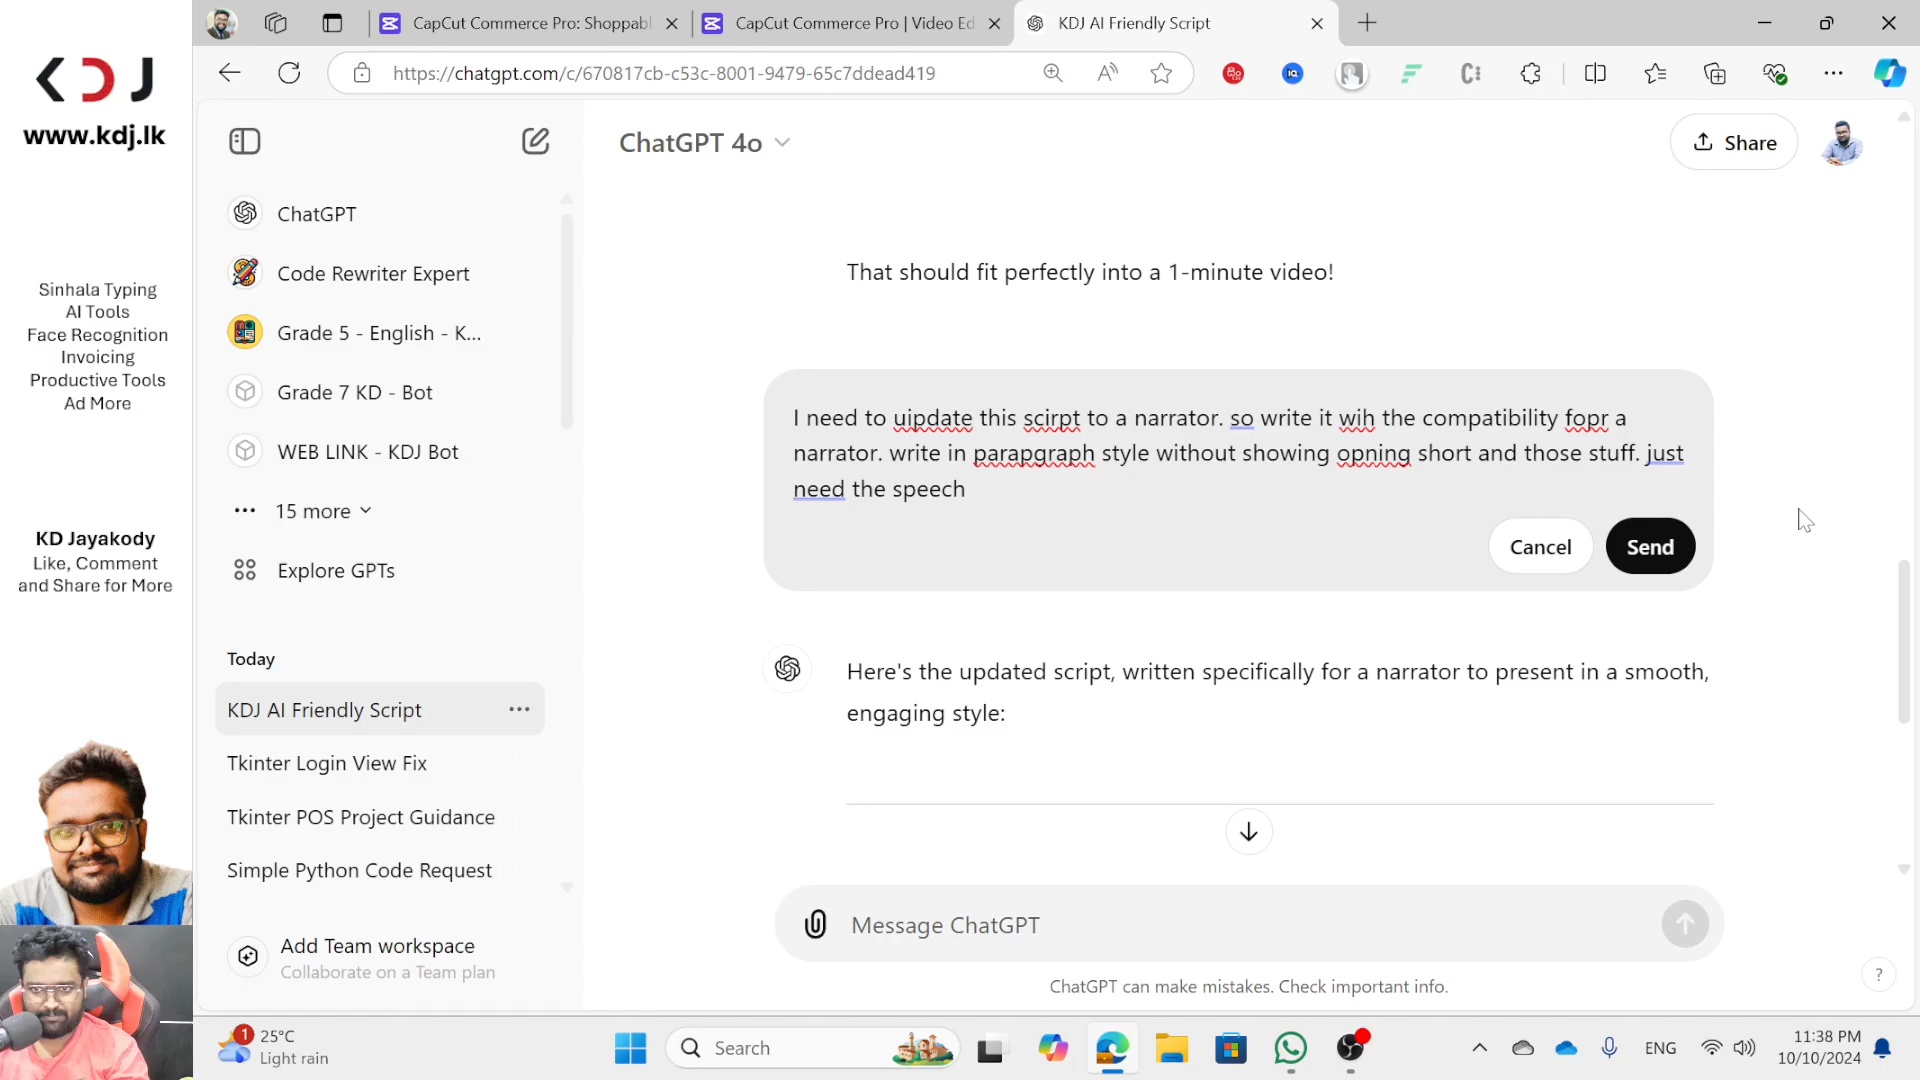 KDJ
www.kdj.lk
Sinhala Typing
AI Tools
Face Recognition
Invoicing
Productive Tools
Ad More
KD Jayakody
Like, Comment
and Share for More
CapCut Commerce Pro: Shoppabl
CapCut Commerce Pro | Video Ed
KDJ AI Friendly Script
https://chatgpt.com/c/670817cb-c53c-8001-9479-65c7ddead419
ChatGPT
Code Rewriter Expert
Grade 5 - English - K...
Grade 7 KD - Bot
WEB LINK - KDJ Bot
15 more
Explore GPTs
Today
KDJ AI Friendly Script
Tkinter Login View Fix
Tkinter POS Project Guidance
Simple Python Code Request
Add Team workspace
Collaborate on a Team plan
ChatGPT 4o
Share
That should fit perfectly into a 1-minute video!
I need to uipdate this scirpt to a narrator. so write it wih the compatibility fopr a
narrator. write in parapgraph style without showing opning short and those stuff. just
need the speech
Cancel
Send
Here's the updated script, written specifically for a narrator to present in a smooth,
engaging style:
Message ChatGPT
ChatGPT can make mistakes. Check important info.
?
1
25°C
Light rain
Search
ENG
11:38 PM
10/10/2024